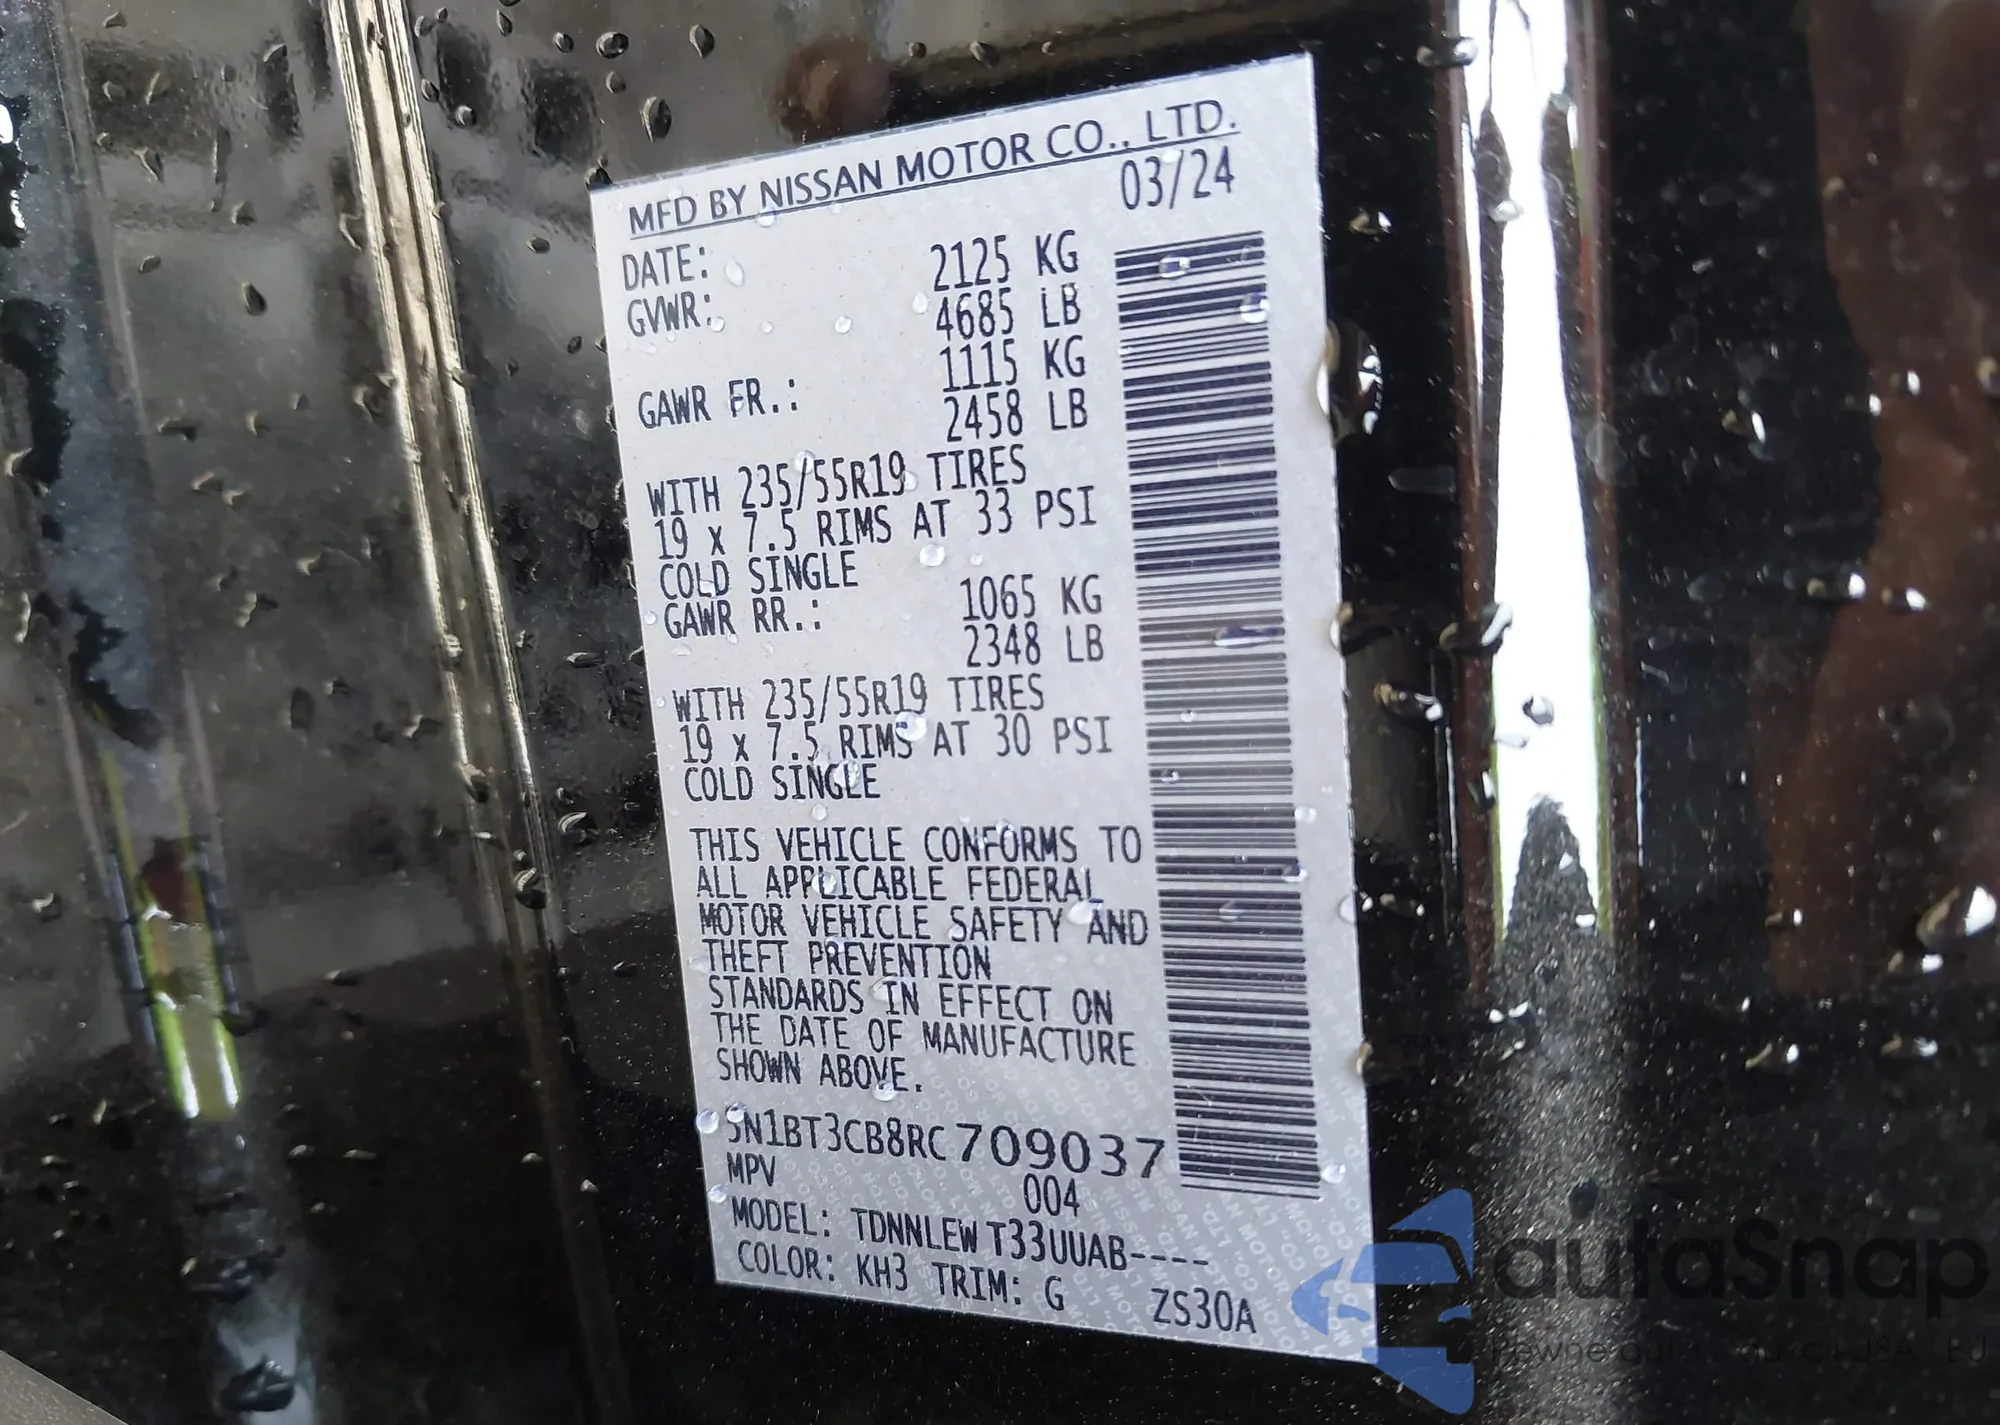 MFD BY NISSAN MOTOR CO., LTD.
DATE: 03/24
GVWR: 2125 KG
4685 LB
GAWR FR.: 1115 KG
2458 LB
WITH 235/55R19 TIRES
19 x 7.5 RIMS AT 33 PSI
COLD SINGLE
GAWR RR.: 1065 KG
2348 LB
WITH 235/55R19 TIRES
19 x 7.5 RIMS AT 30 PSI
COLD SINGLE
THIS VEHICLE CONFORMS TO
ALL APPLICABLE FEDERAL
MOTOR VEHICLE SAFETY AND
THEFT PREVENTION
STANDARDS IN EFFECT ON
THE DATE OF MANUFACTURE
SHOWN ABOVE.
5N1BT3CB8RC709037
MPV 004
MODEL: TDNNLEW T33UUAB----
COLOR: KH3 TRIM: G ZS30A
autaSnap